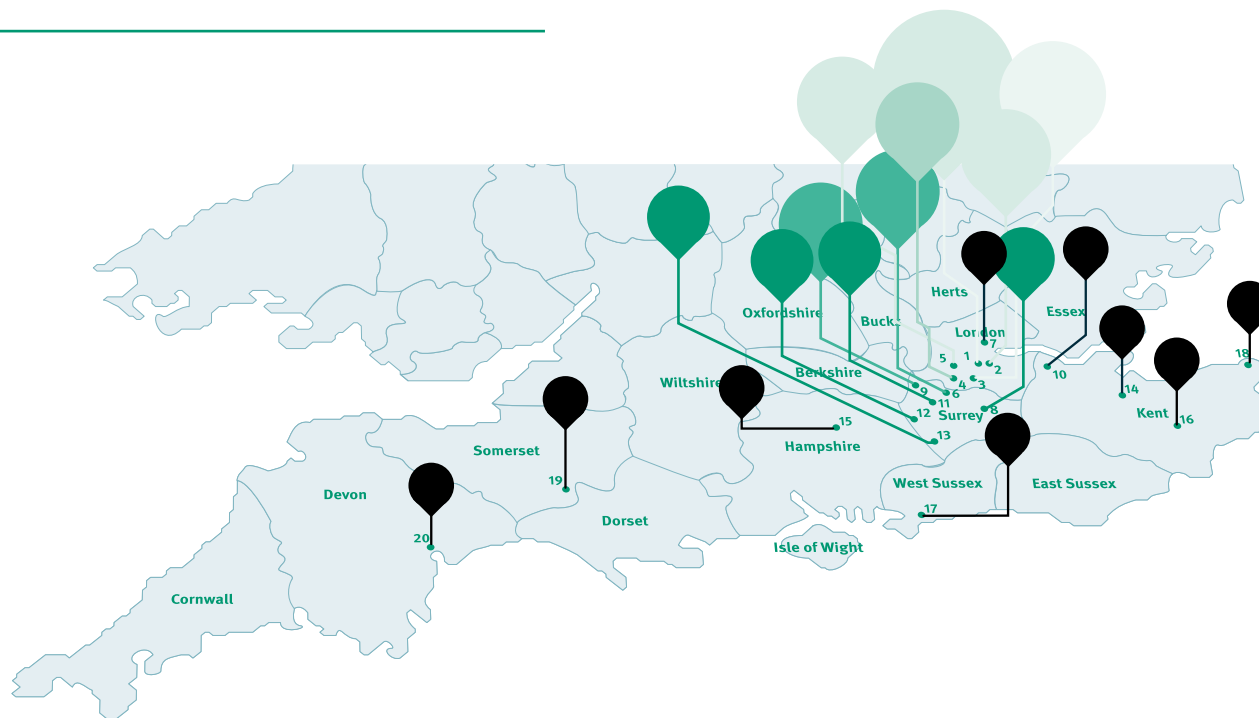 Herts
Oxfordshire
Essex
Bucks
London
7
18
5
1
2
10
Berkshire
Wiltshire
4
3
9
6
14
11
12
Surrey
8
Kent
16
15
13
Hampshire
Somerset
19
West Sussex
East Sussex
Devon
17
Dorset
20
Isle of Wight
Cornwall